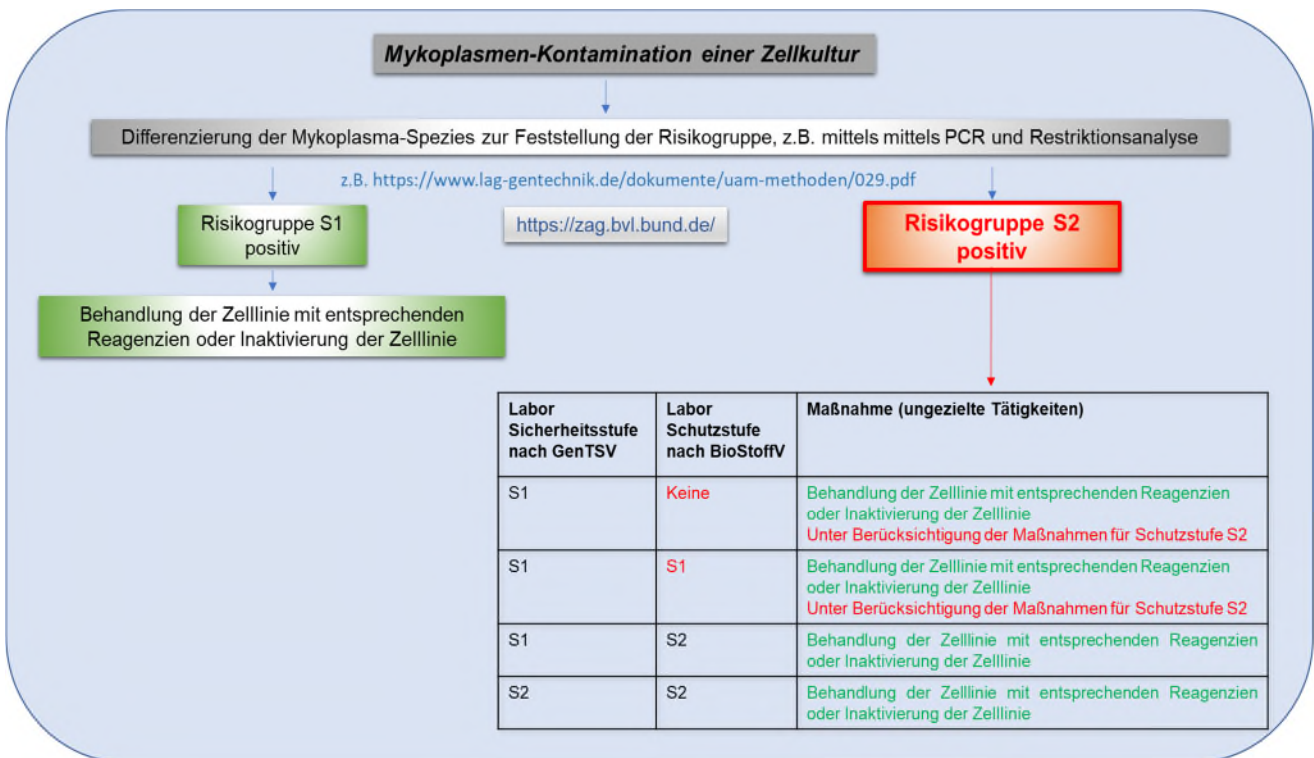 Mykoplasmen-Kontamination einer Zellkultur
Differenzierung der Mykoplasma-Spezies zur Feststellung der Risikogruppe, z.B. mittels mittels PCR und Restriktionsanalyse
z.B. https://www.lag-gentechnik.de/dokumente/uam-methoden/029.pdf
Risikogruppe S1
positiv
https://zag.bvl.bund.de/
Risikogruppe S2
positiv
Behandlung der Zelllinie mit entsprechenden
Reagenzien oder Inaktivierung der Zelllinie
Labor
Sicherheitsstufe
nach GenTSV
Labor
Schutzstufe
nach BioStoffV
Maßnahme (ungezielte Tätigkeiten)
S1
Keine
Behandlung der Zelllinie mit entsprechenden Reagenzien
oder Inaktivierung der Zelllinie
Unter Berücksichtigung der Maßnahmen für Schutzstufe S2
S1
S1
Behandlung der Zelllinie mit entsprechenden Reagenzien
oder Inaktivierung der Zelllinie
Unter Berücksichtigung der Maßnahmen für Schutzstufe S2
S1
S2
Behandlung der Zelllinie mit entsprechenden Reagenzien
oder Inaktivierung der Zelllinie
S2
S2
Behandlung der Zelllinie mit entsprechenden Reagenzien
oder Inaktivierung der Zelllinie